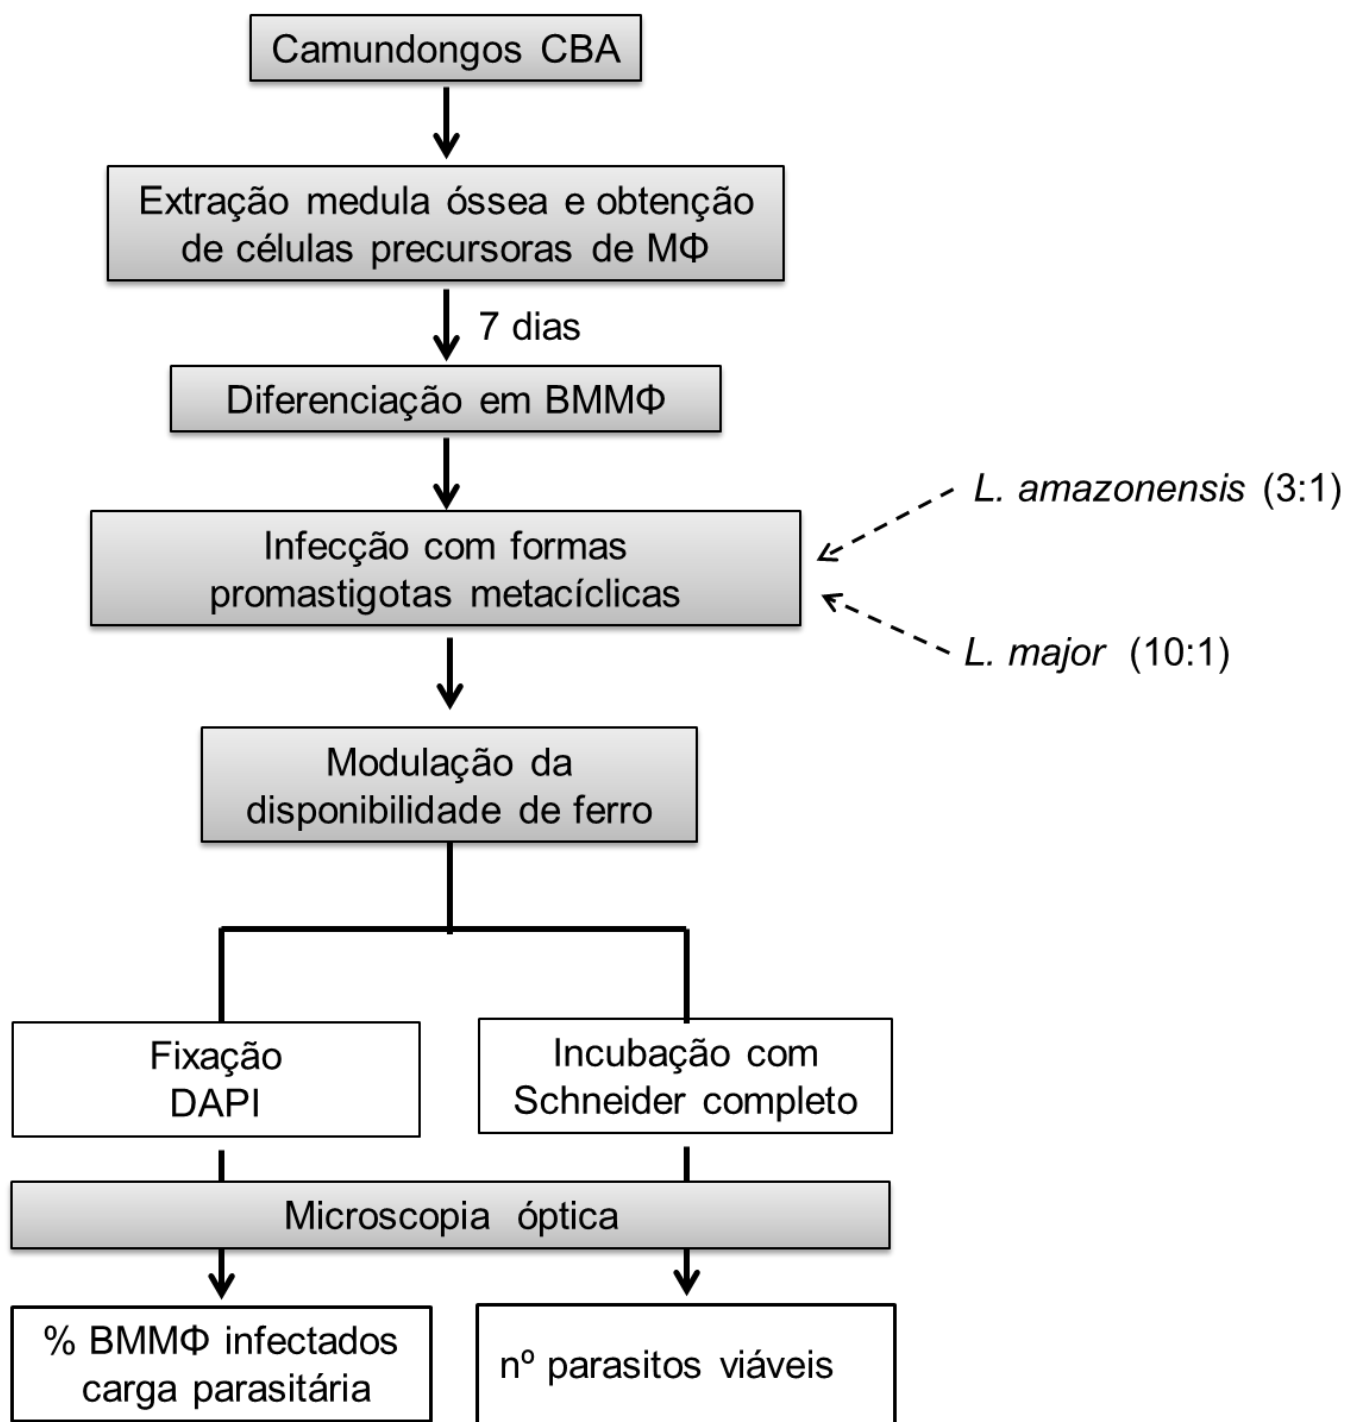 Camundongos CBA
Extração medula óssea e obtenção
de células precursoras de MΦ
7 dias
Diferenciação em BMMΦ
L. amazonensis (3:1)
Infecção com formas
promastigotas metacíclicas
L. major (10:1)
Modulação da
disponibilidade de ferro
Fixação
DAPI
Incubação com
Schneider completo
Microscopia óptica
% BMMΦ infectados
carga parasitária
nº parasitos viáveis